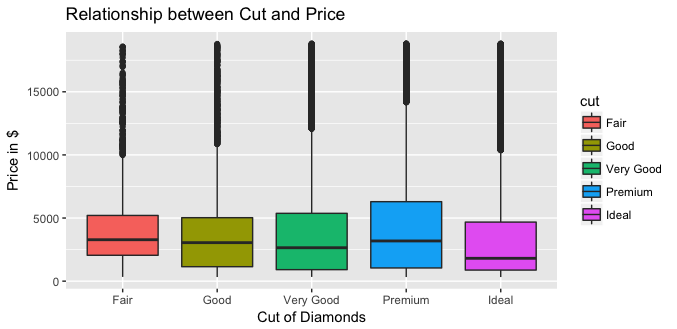 Relationship between Cut and Price
Price in $
15000
10000
5000
0
Fair
Good
Very Good
Premium
Ideal
Cut of Diamonds
cut
Fair
Good
Very Good
Premium
Ideal